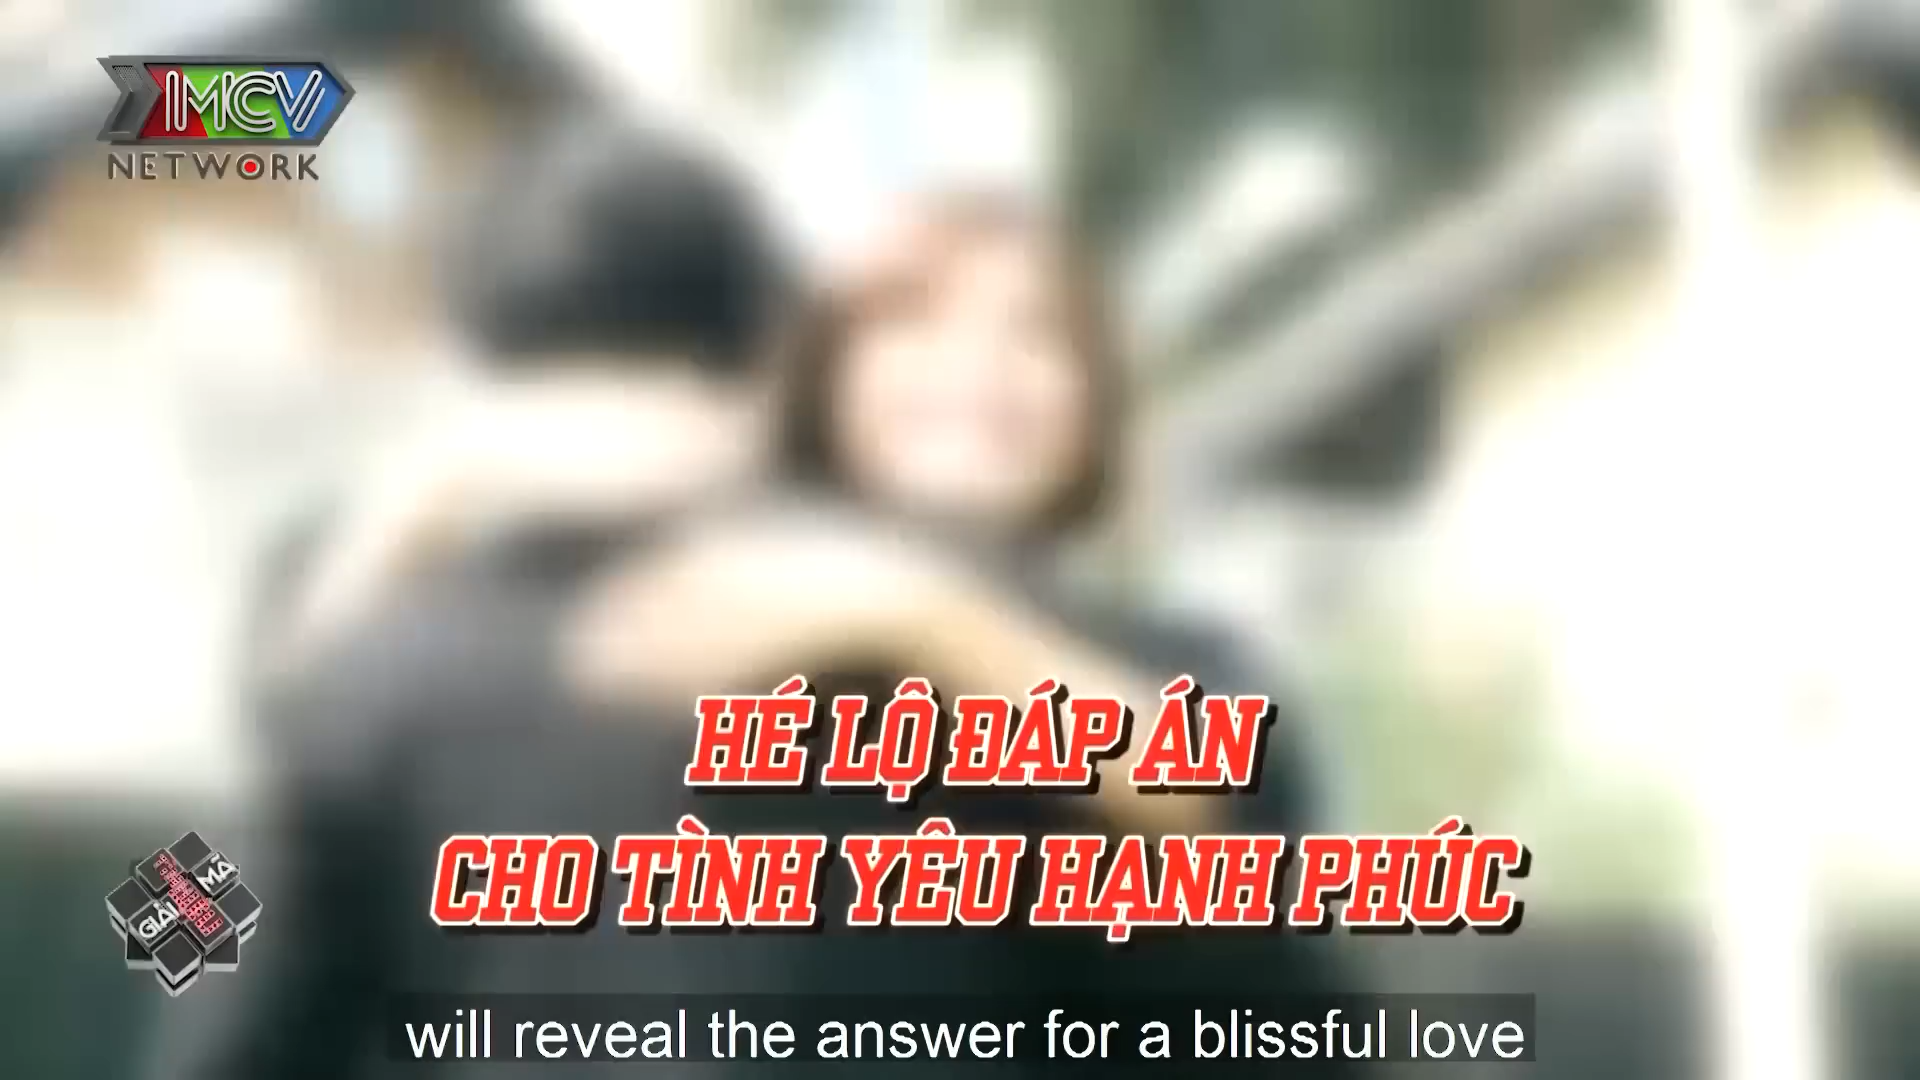 MCV
NETWORK
HÉ LỘ ĐÁP ÁN
CHO TÌNH YÊU HẠNH PHÚC
GIẢI MÃ
will reveal the answer for a blissful love